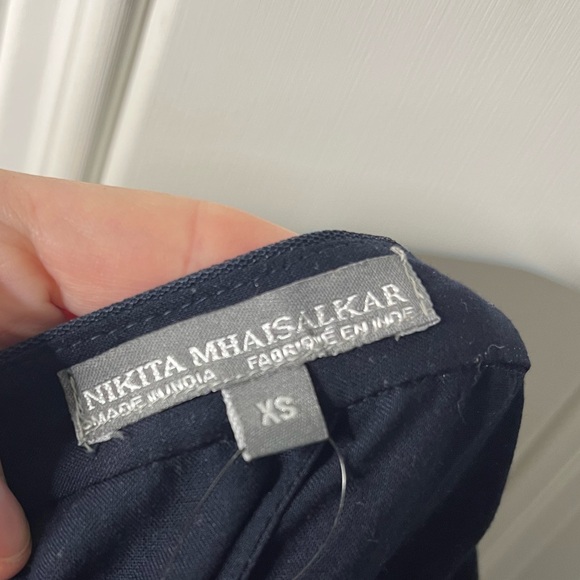 NIKITA MHAISALKAR
MADE IN INDIA FABRIQUÉ EN INDE
XS